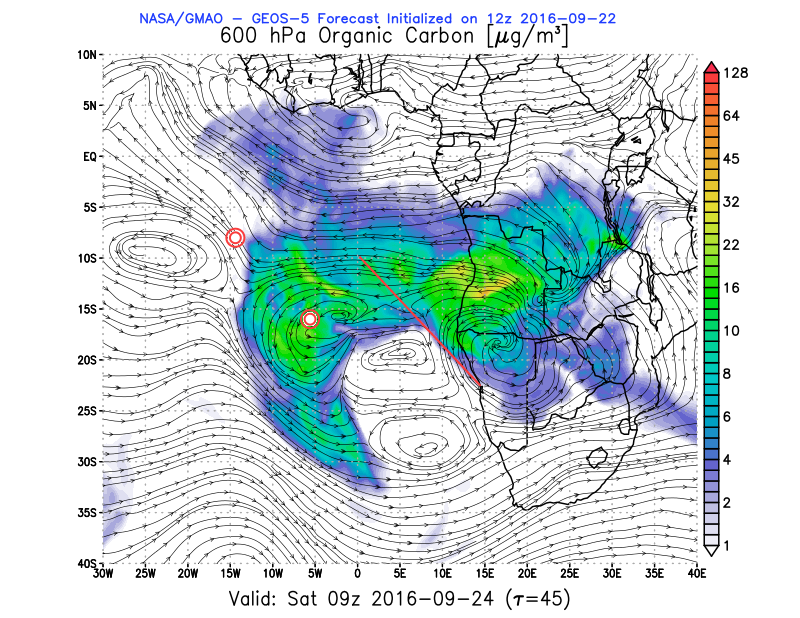 NASA/GMAO − GEOS−5 Forecast Initialized on 12z 2016−09−22
600 hPa Organic Carbon [μg/m³]
10N
5N
EQ
5S
10S
15S
20S
25S
30S
35S
40S
30W 25W 20W 15W 10W 5W 0 5E 10E 15E 20E 25E 30E 35E 40E
128
64
45
32
22
16
10
8
6
4
2
1
Valid: Sat 09z 2016−09−24 (τ=45)